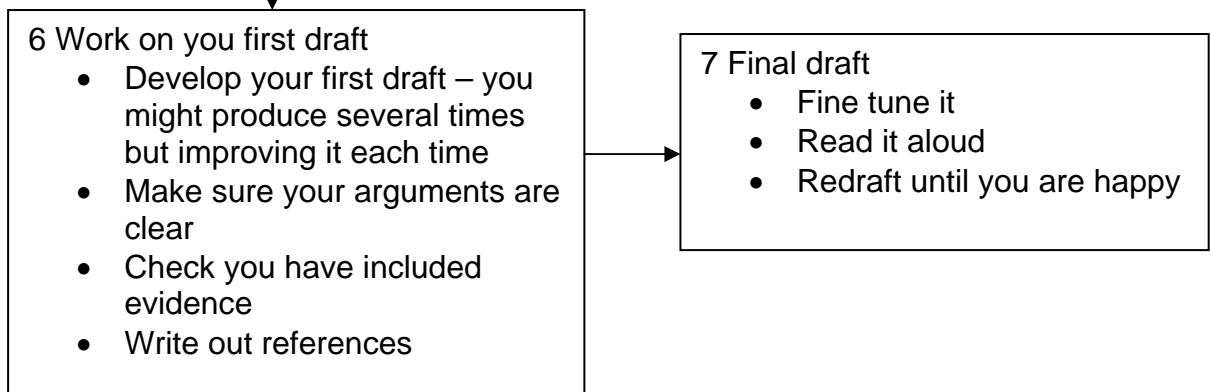 6 Work on you first draft
• Develop your first draft – you
might produce several times
but improving it each time
• Make sure your arguments are
clear
• Check you have included
evidence
• Write out references
7 Final draft
• Fine tune it
• Read it aloud
• Redraft until you are happy